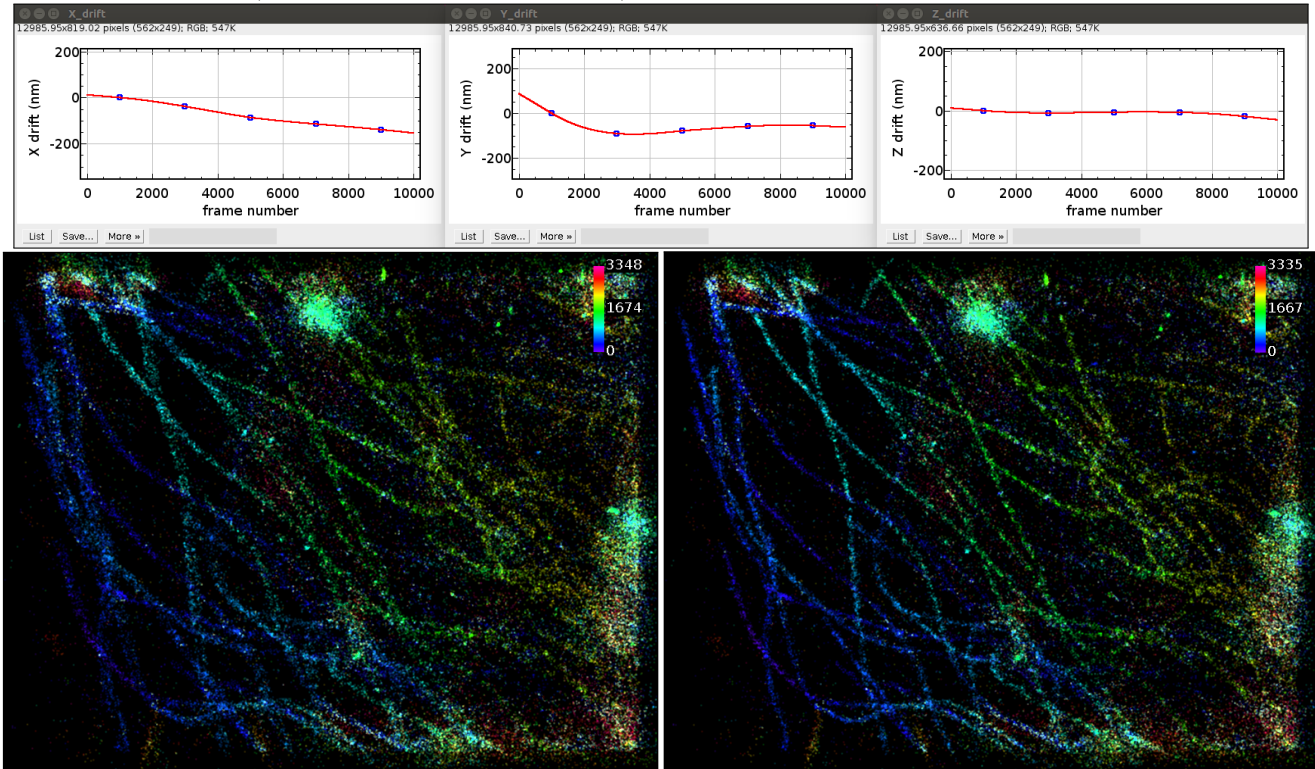 X_drift
12985.95x819.02 pixels (562x249); RGB; 547K
200
0
-200
X drift (nm)
0 2000 4000 6000 8000 10000
frame number
List Save... More »
Y_drift
12985.95x840.73 pixels (562x249); RGB; 547K
200
0
-200
Y drift (nm)
0 2000 4000 6000 8000 10000
frame number
List Save... More »
Z_drift
12985.95x636.66 pixels (562x249); RGB; 547K
200
0
-200
Z drift (nm)
0 2000 4000 6000 8000 10000
frame number
List Save... More »
3348
1674
0
3335
1667
0